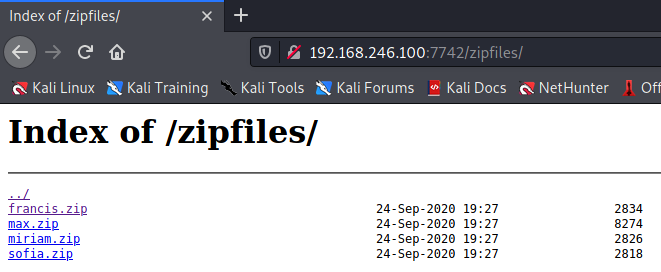 Index of /zipfiles/
192.168.246.100:7742/zipfiles/
Kali Linux Kali Training Kali Tools Kali Forums Kali Docs NetHunter
Index of /zipfiles/
../
francis.zip 24-Sep-2020 19:27 2834
max.zip 24-Sep-2020 19:27 8274
miriam.zip 24-Sep-2020 19:27 2826
sofia.zip 24-Sep-2020 19:27 2818